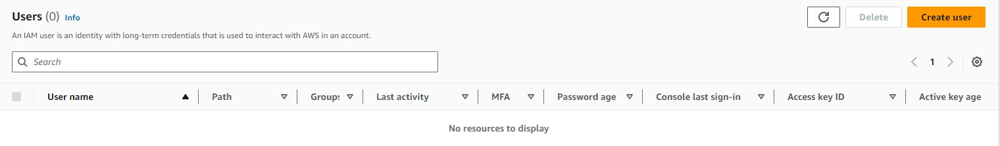 Users (0) Info
Delete
Create user
An IAM user is an identity with long-term credentials that is used to interact with AWS in an account.
Search
1
User name Path Groups Last activity MFA Password age Console last sign-in Access key ID Active key age
No resources to display